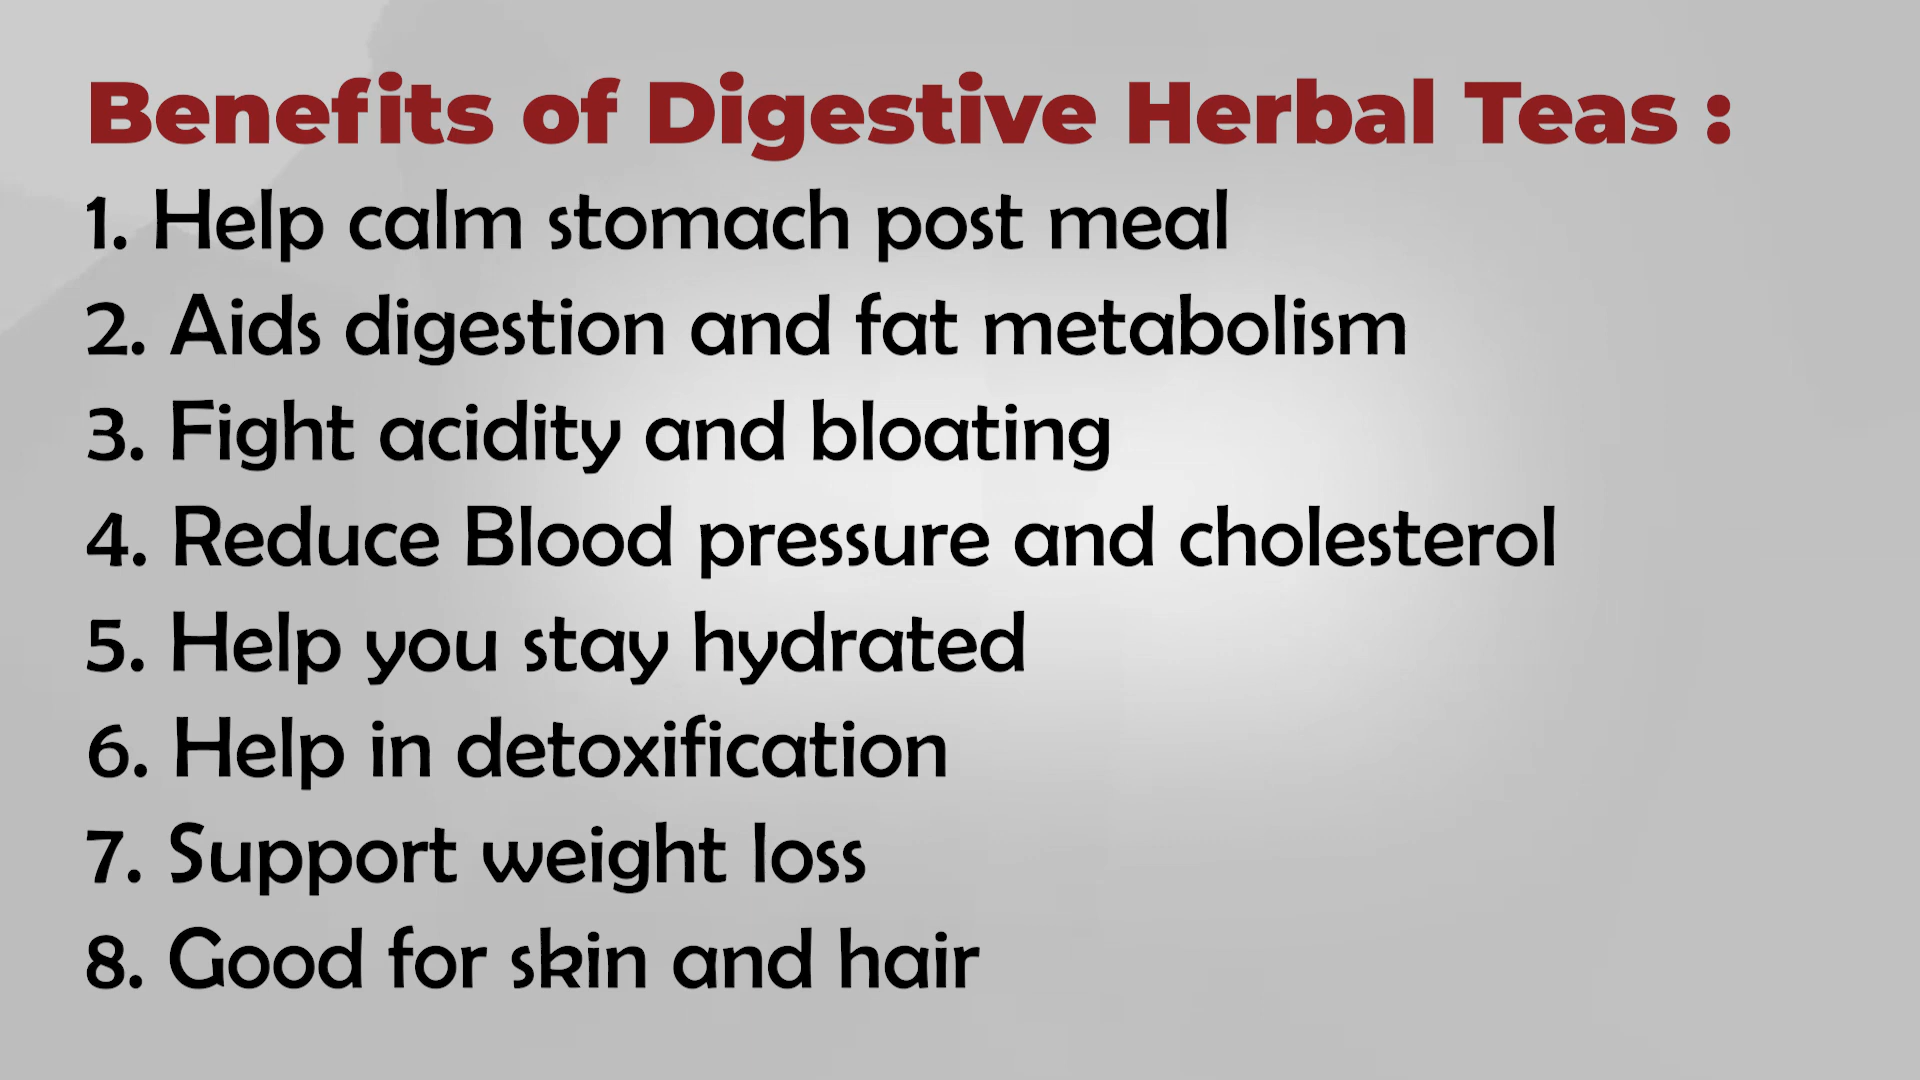 Benefits of Digestive Herbal Teas :
1. Help calm stomach post meal
2. Aids digestion and fat metabolism
3. Fight acidity and bloating
4. Reduce Blood pressure and cholesterol
5. Help you stay hydrated
6. Help in detoxification
7. Support weight loss
8. Good for skin and hair